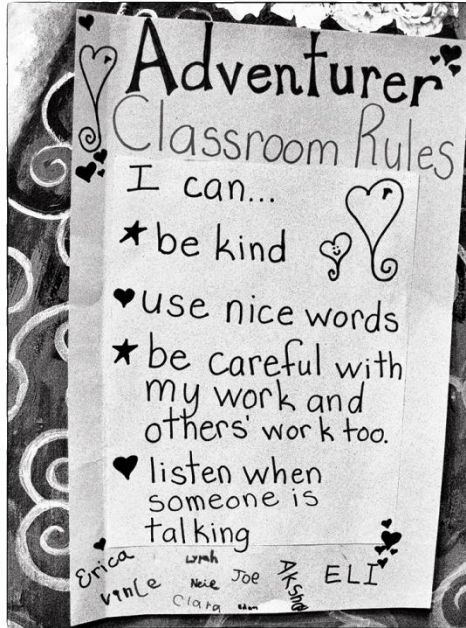 Adventurer
Classroom Rules
I can...
be kind
use nice words
be careful with
my work and
others' work too.
listen when
someone is
talking
Erica
Vince
Joe
ELI
Clara